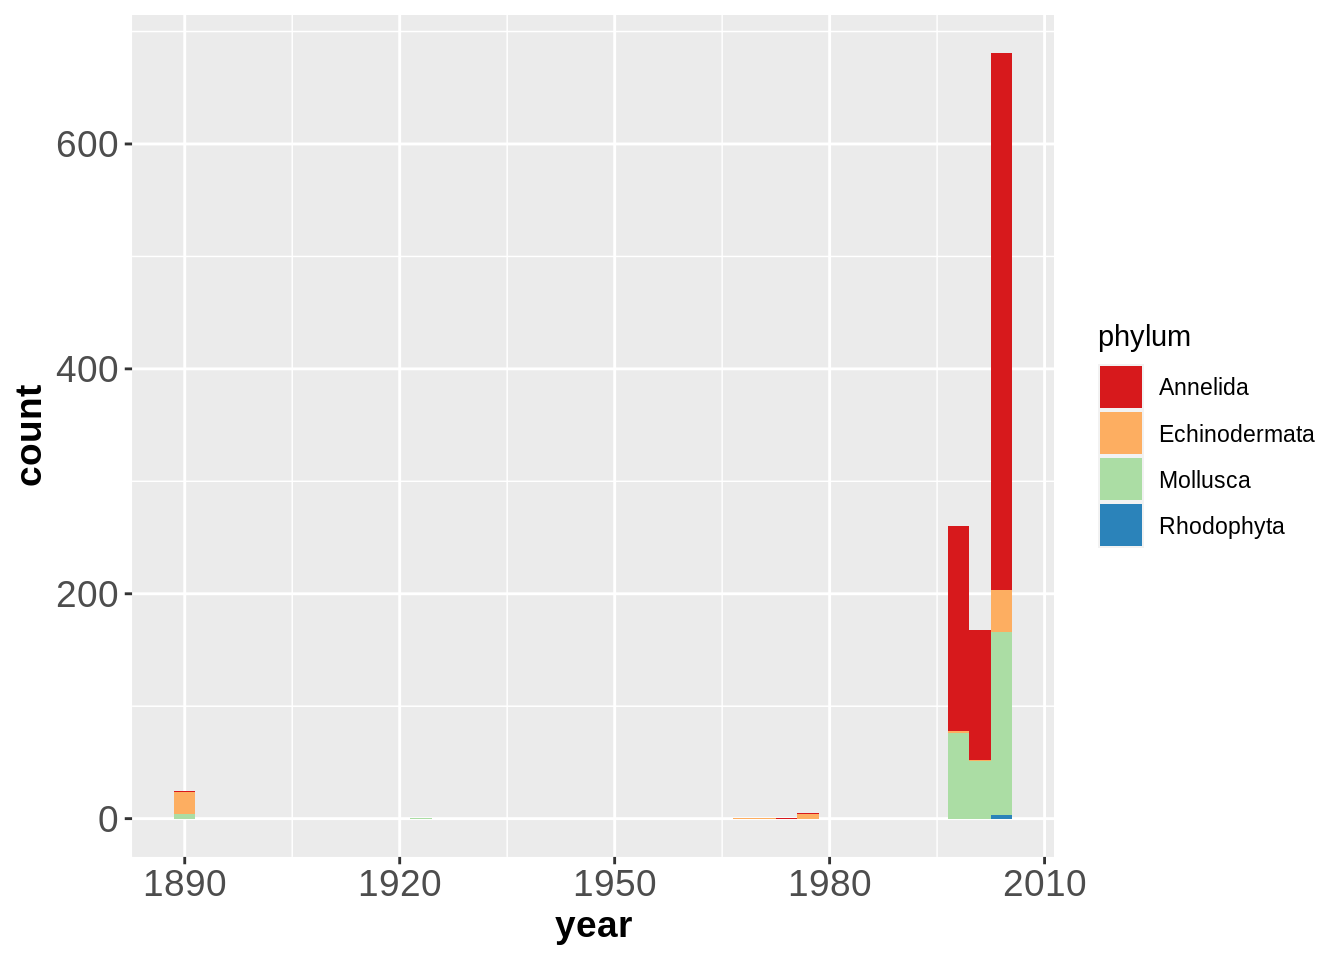 600
400
200
0
count
1890 1920 1950 1980 2010
year
phylum
Annelida
Echinodermata
Mollusca
Rhodophyta